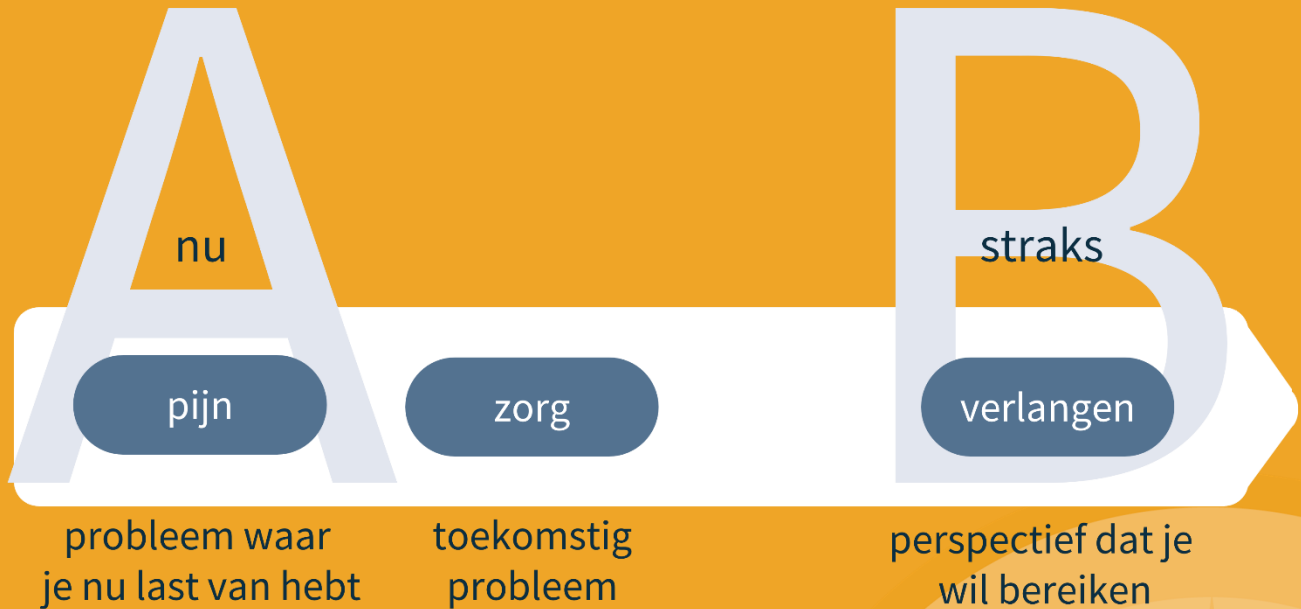 A
B
nu
straks
pijn
zorg
verlangen
probleem waar
je nu last van hebt
toekomstig
probleem
perspectief dat je
wil bereiken